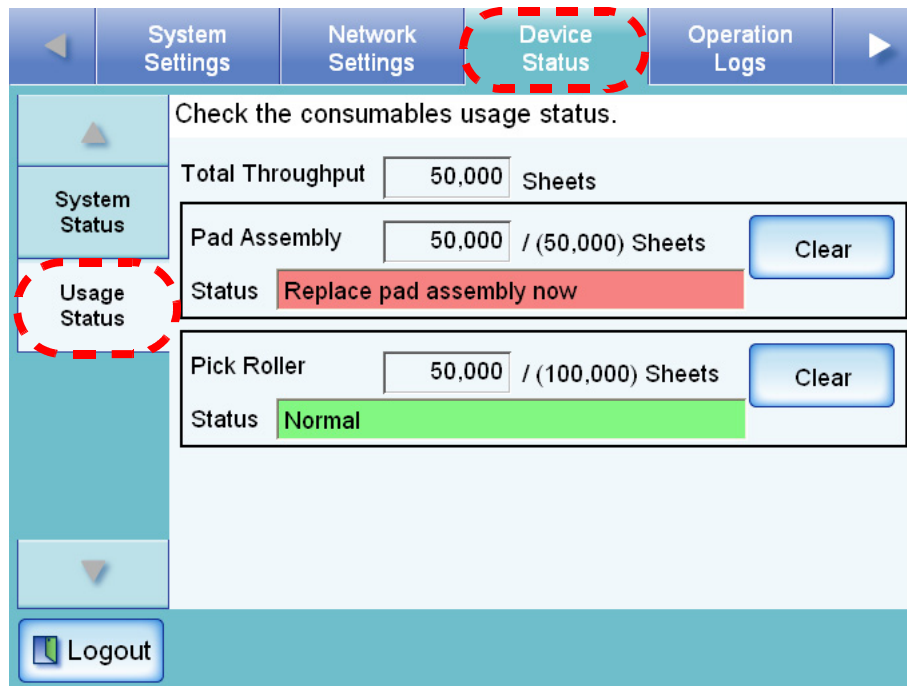 System Settings
Network Settings
Device Status
Operation Logs
Check the consumables usage status.
System Status
Usage Status
Total Throughput 50,000 Sheets
Pad Assembly 50,000 / (50,000) Sheets Clear
Status Replace pad assembly now
Pick Roller 50,000 / (100,000) Sheets Clear
Status Normal
Logout